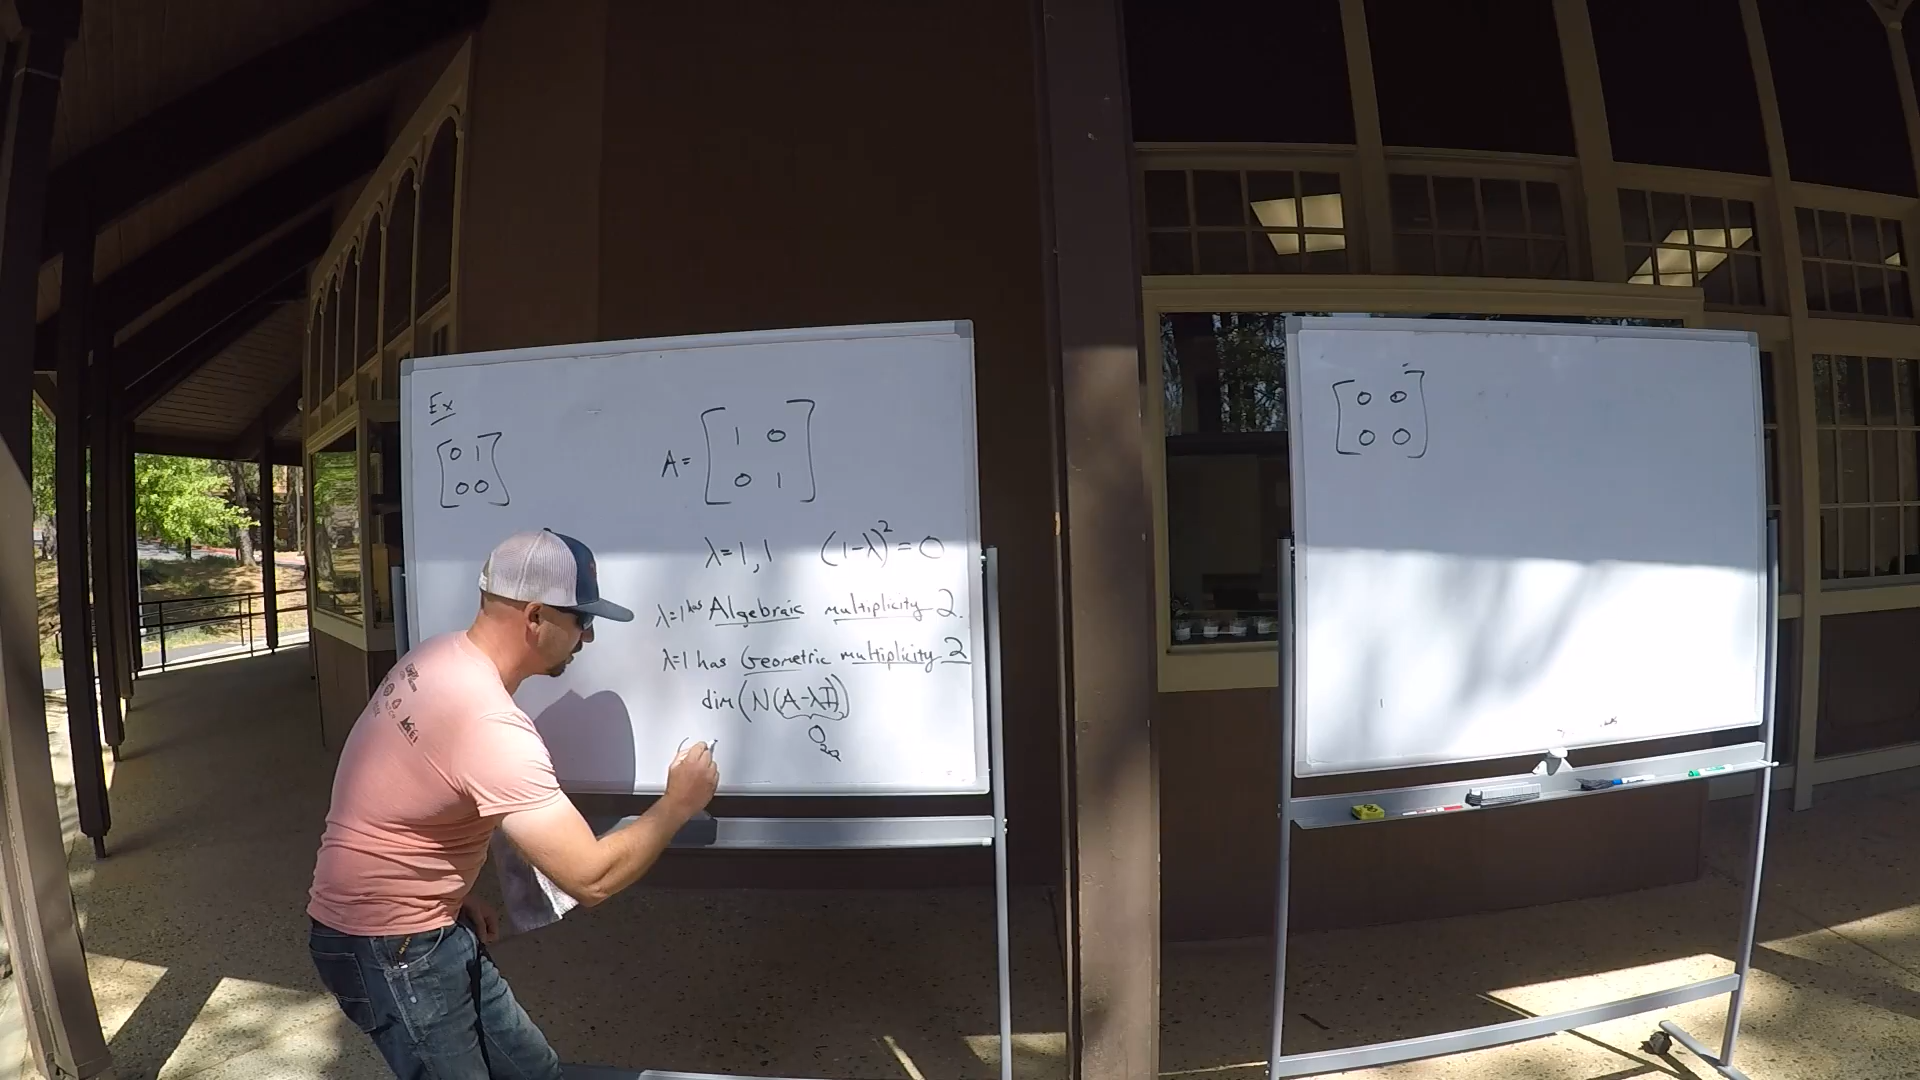 Ex
[0 1
0 0]
A = [1 0
0 1]
λ=1,1 (1-λ)² = 0
λ=1 has Algebraic multiplicity 2.
λ=1 has Geometric multiplicity 2
dim(N(A-λI))
0
[0 0
0 0]